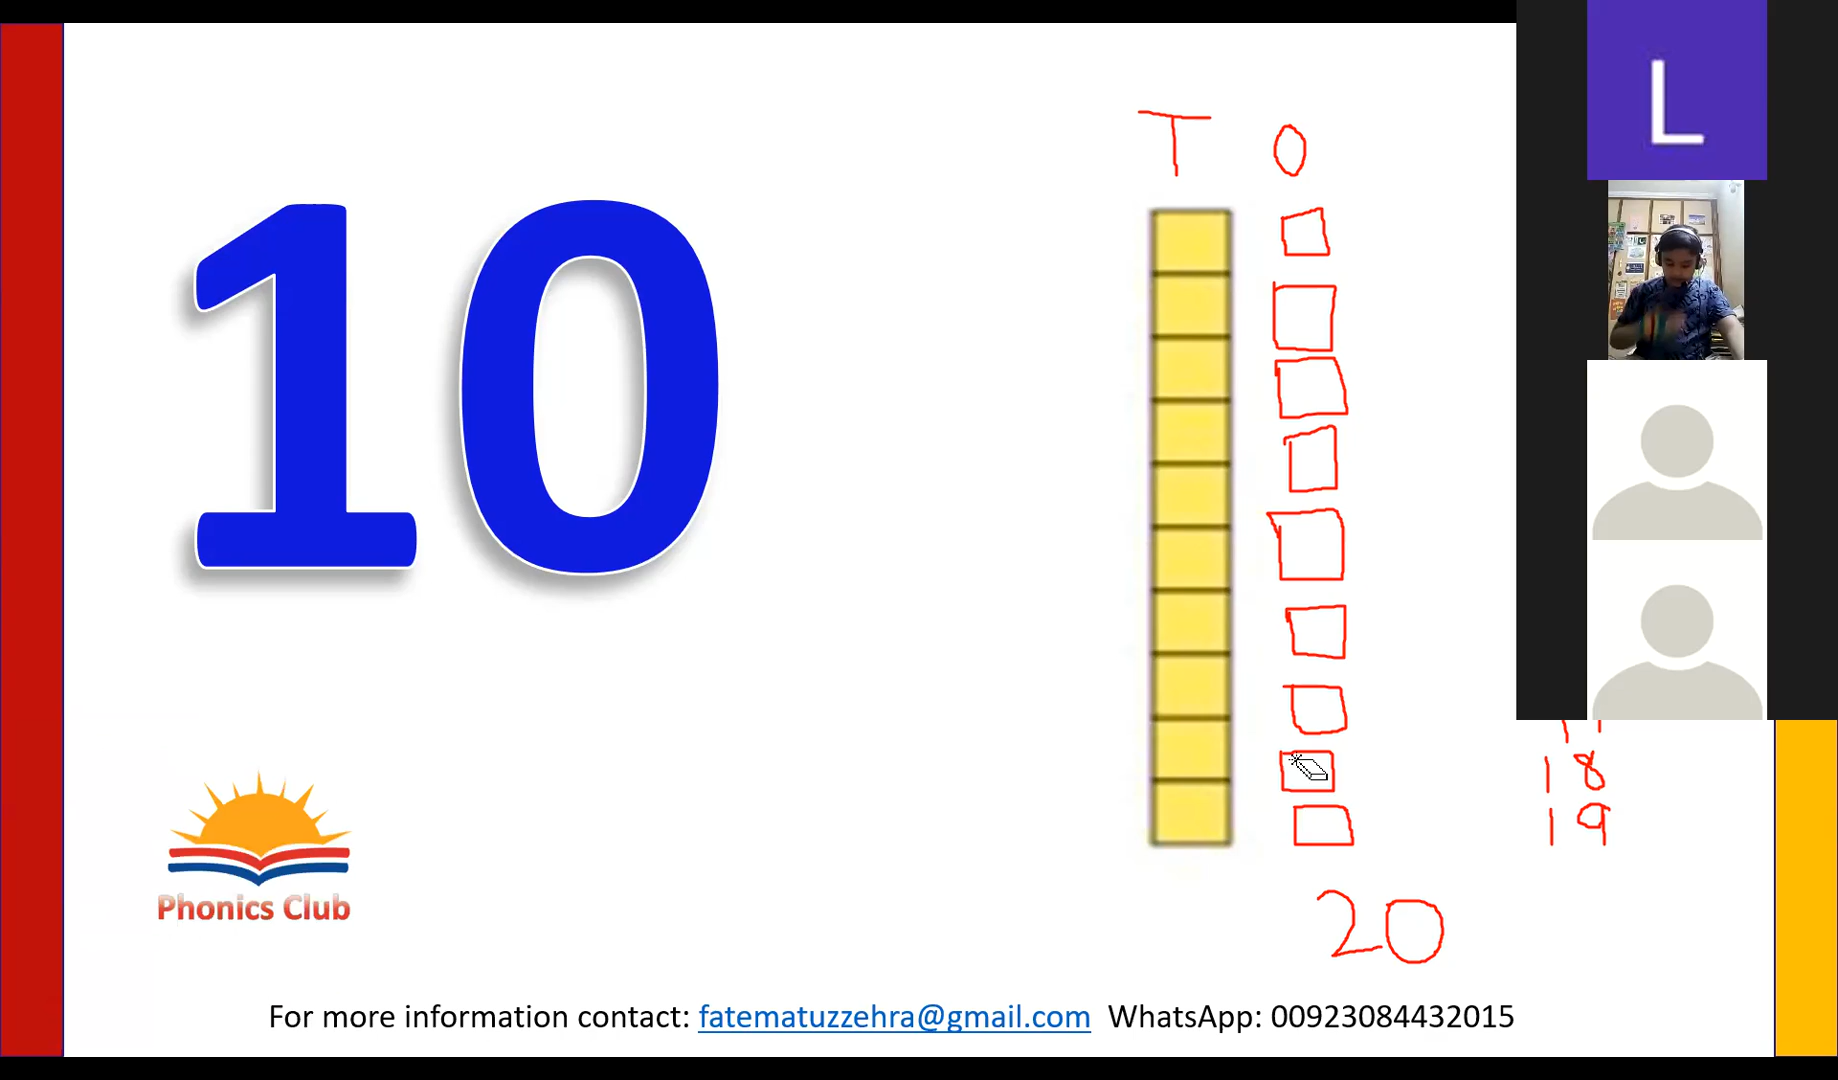 L
T O
10
18
19
20
Phonics Club
For more information contact: fatematuzzehra@gmail.com WhatsApp: 00923084432015